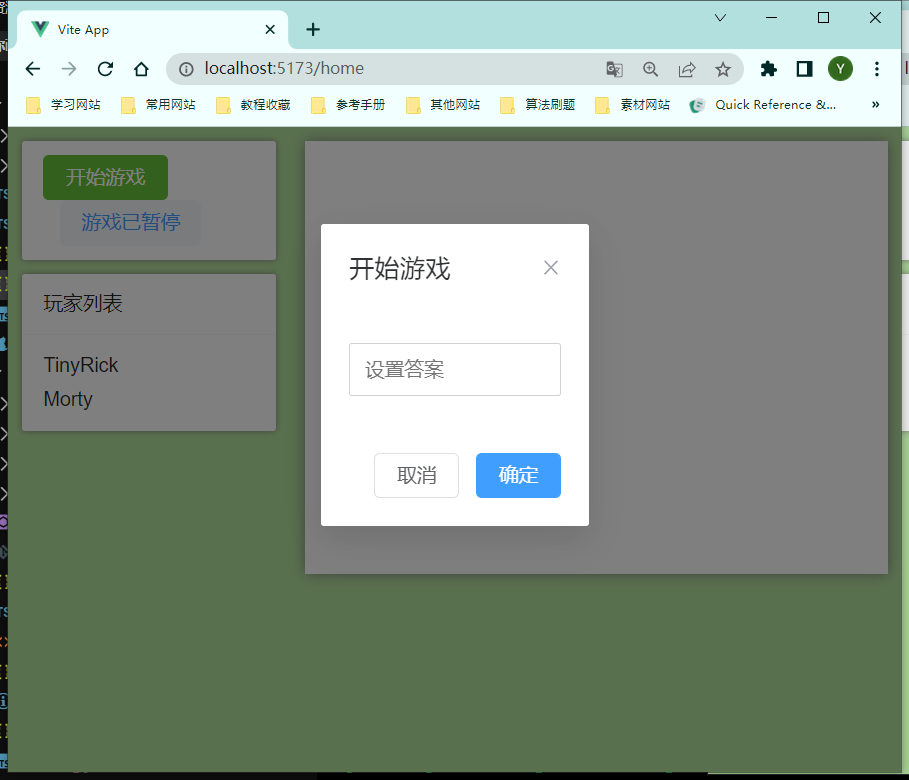 Vite App
localhost:5173/home
Y
学习网站 常用网站 教程收藏 参考手册 其他网站 算法刷题 素材网站 Quick Reference &... »
开始游戏
游戏已暂停
玩家列表
TinyRick
Morty
开始游戏
设置答案
取消 确定